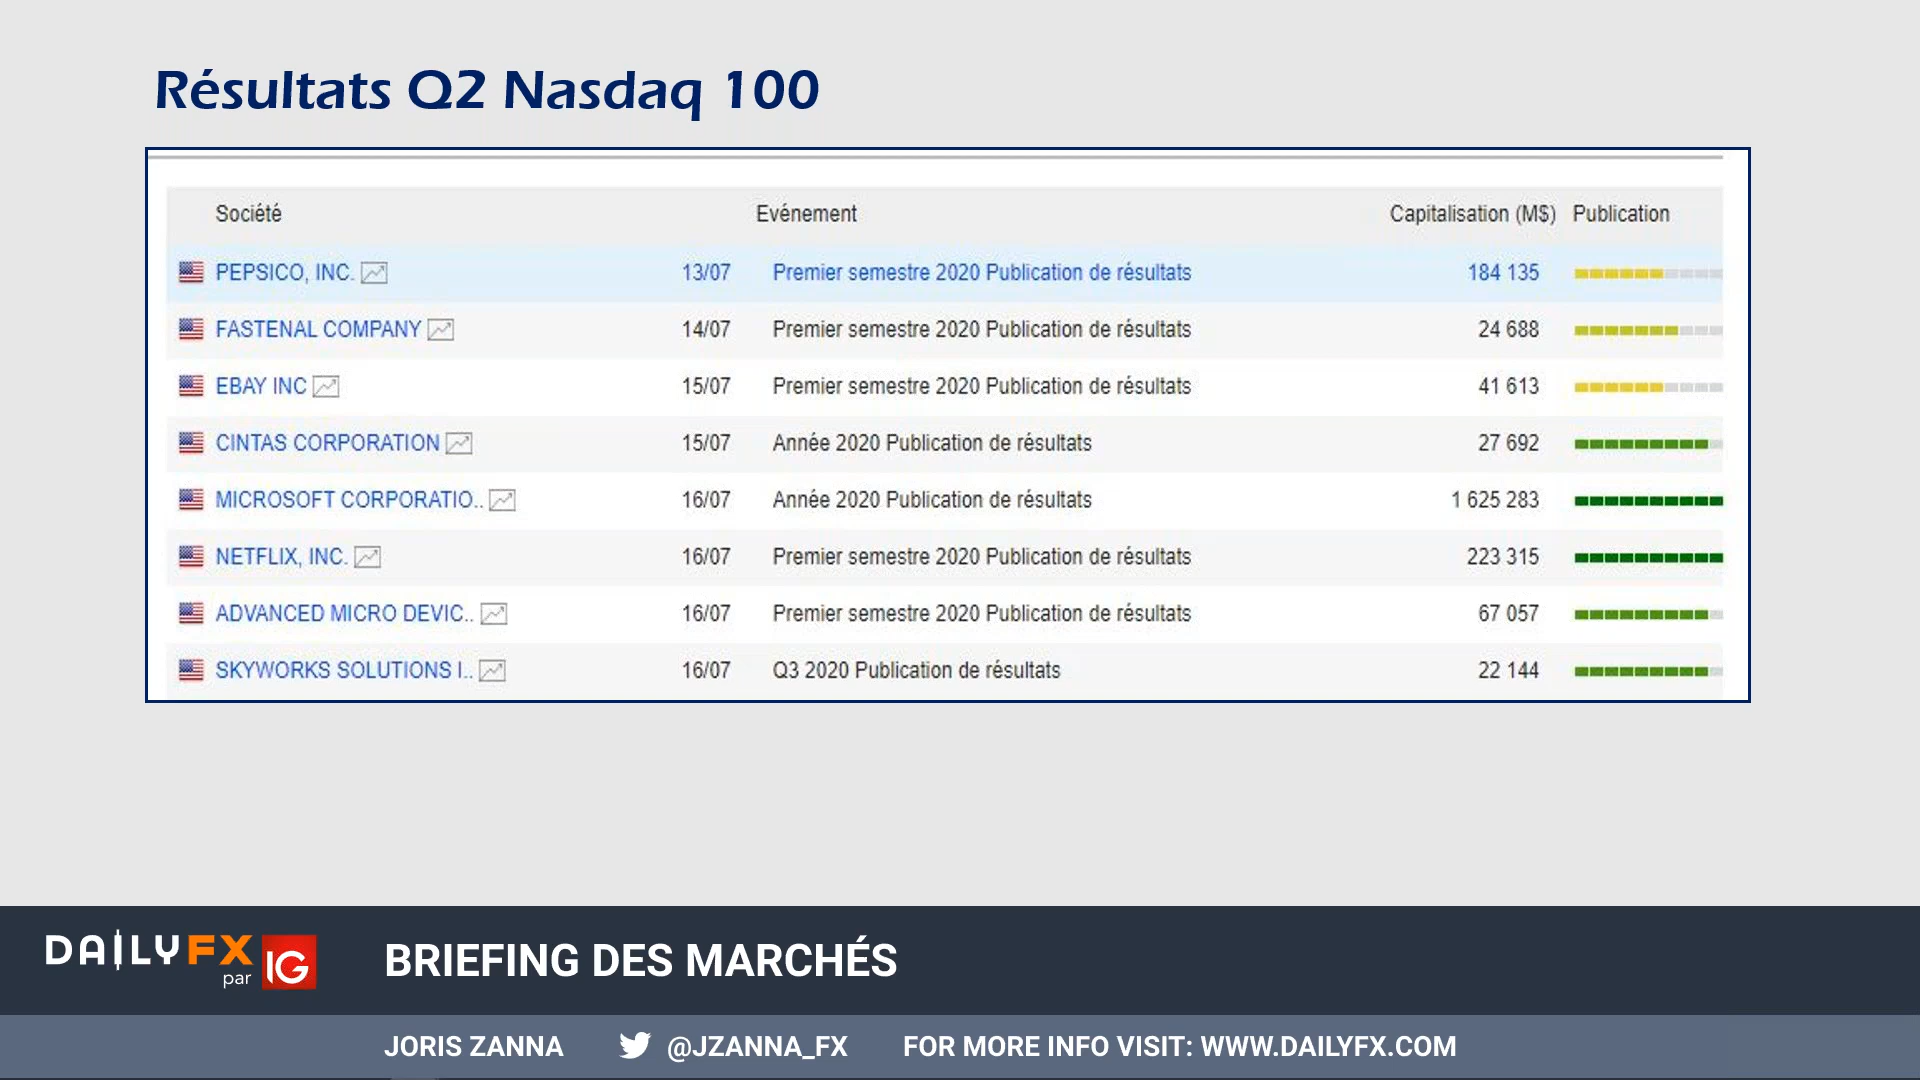 Résultats Q2 Nasdaq 100
Société Evénement Capitalisation (M$) Publication
PEPSICO, INC. 13/07 Premier semestre 2020 Publication de résultats 184 135
FASTENAL COMPANY 14/07 Premier semestre 2020 Publication de résultats 24 688
EBAY INC 15/07 Premier semestre 2020 Publication de résultats 41 613
CINTAS CORPORATION 15/07 Année 2020 Publication de résultats 27 692
MICROSOFT CORPORATIO.. 16/07 Année 2020 Publication de résultats 1 625 283
NETFLIX, INC. 16/07 Premier semestre 2020 Publication de résultats 223 315
ADVANCED MICRO DEVIC.. 16/07 Premier semestre 2020 Publication de résultats 67 057
SKYWORKS SOLUTIONS I.. 16/07 Q3 2020 Publication de résultats 22 144
DAILYFX par IG
BRIEFING DES MARCHÉS
JORIS ZANNA @JZANNA_FX FOR MORE INFO VISIT: WWW.DAILYFX.COM